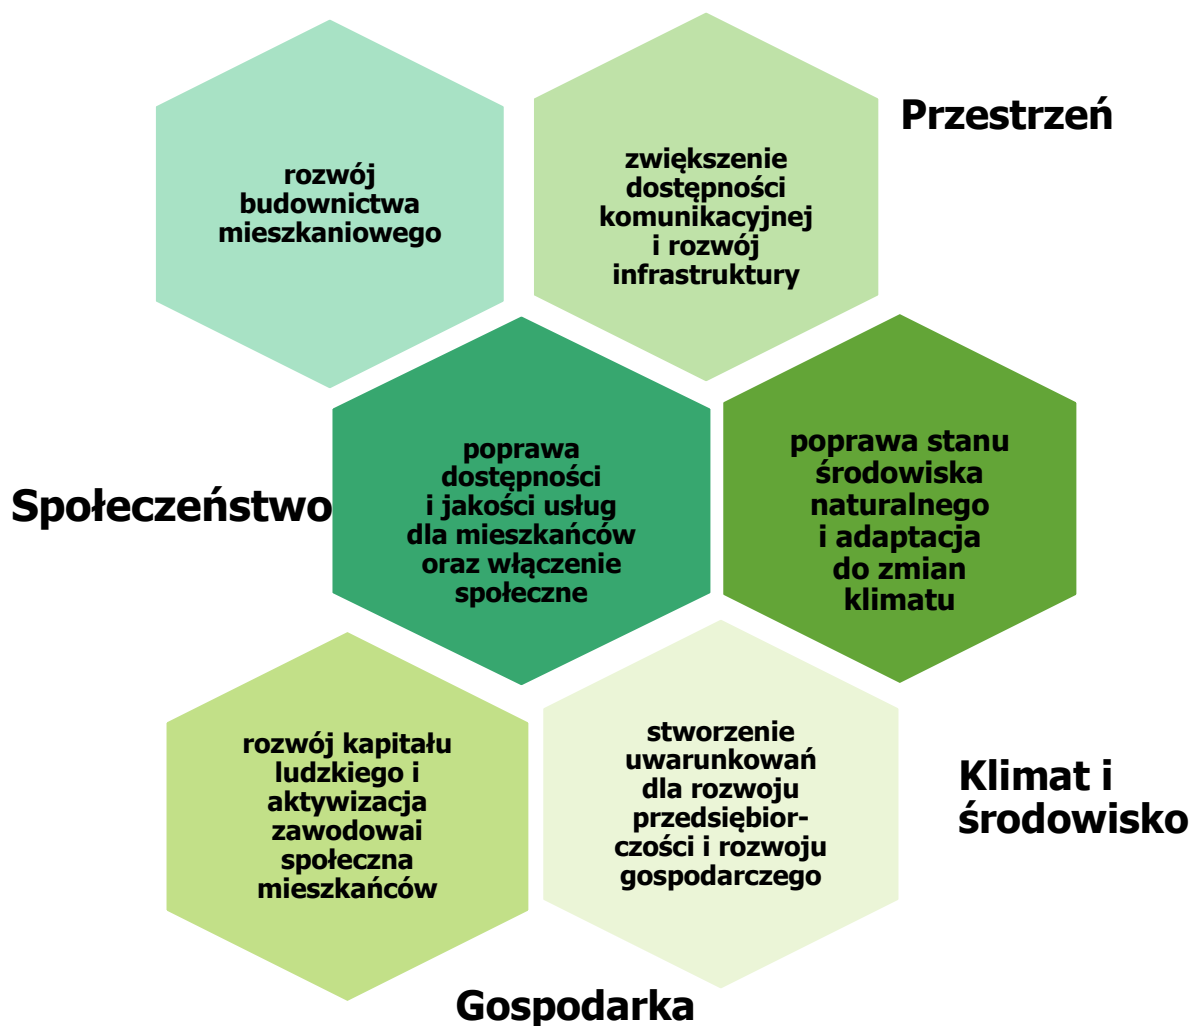 rozwój
budownictwa
mieszkaniowego
zwiększenie
dostępności
komunikacyjnej
i rozwój
infrastruktury
Przestrzeń
Społeczeństwo
poprawa
dostępności
i jakości usług
dla mieszkańców
oraz włączenie
społeczne
poprawa stanu
środowiska
naturalnego
i adaptacja
do zmian
klimatu
rozwój kapitału
ludzkiego i
aktywizacja
zawodowai
społeczna
mieszkańców
stworzenie
uwarunkowań
dla rozwoju
przedsiębior-
czości i rozwoju
gospodarczego
Klimat i
środowisko
Gospodarka